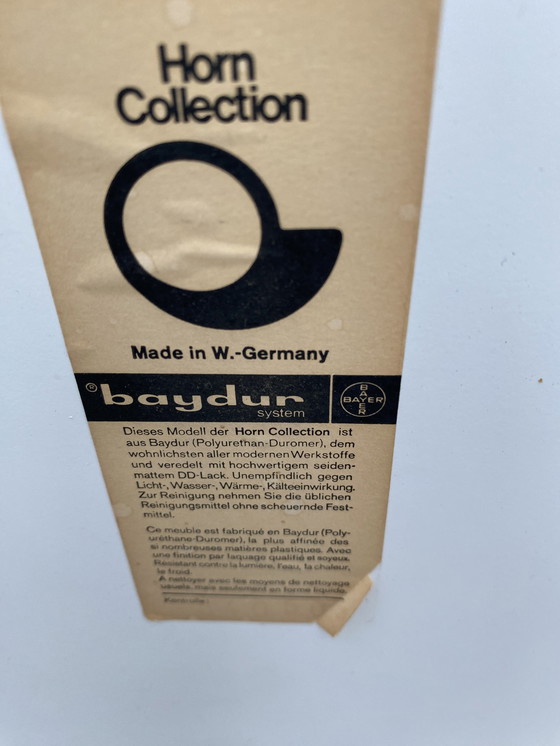 Horn
Collection
Made in W.-Germany
® baydur
system
BAYER
BAYER
Dieses Modell der Horn Collection ist
aus Baydur (Polyurethan-Duromer), dem
wohnlichsten aller modernen Werkstoffe
und veredelt mit hochwertigem seiden-
mattem DD-Lack. Unempfindlich gegen
Licht-, Wasser-, Wärme-, Kälteeinwirkung.
Zur Reinigung nehmen Sie die üblichen
Reinigungsmittel ohne scheuernde Fest-
mittel.
Ce meuble est fabriqué en Baydur (Poly-
uréthane-Duromer), la plus affinée des
si nombreuses matières plastiques. Avec
une finition par laquage qualifié et soyeux.
Résistant contre la lumière, l'eau, la chaleur,
le froid.
A nettoyer avec les moyens de nettoyage
usuels, mais seulement en forme liquide.
Kontrolle: